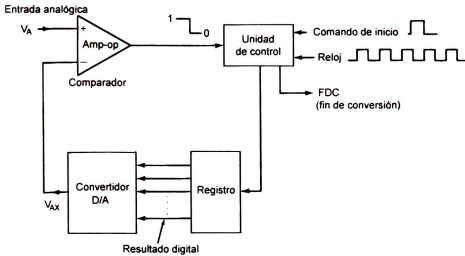 Entrada analógica
V_A
+
Amp-op
−
Comparador
1
0
Unidad
de control
Comando de inicio
Reloj
FDC
(fin de conversión)
Convertidor
D/A
Registro
V_AX
Resultado digital